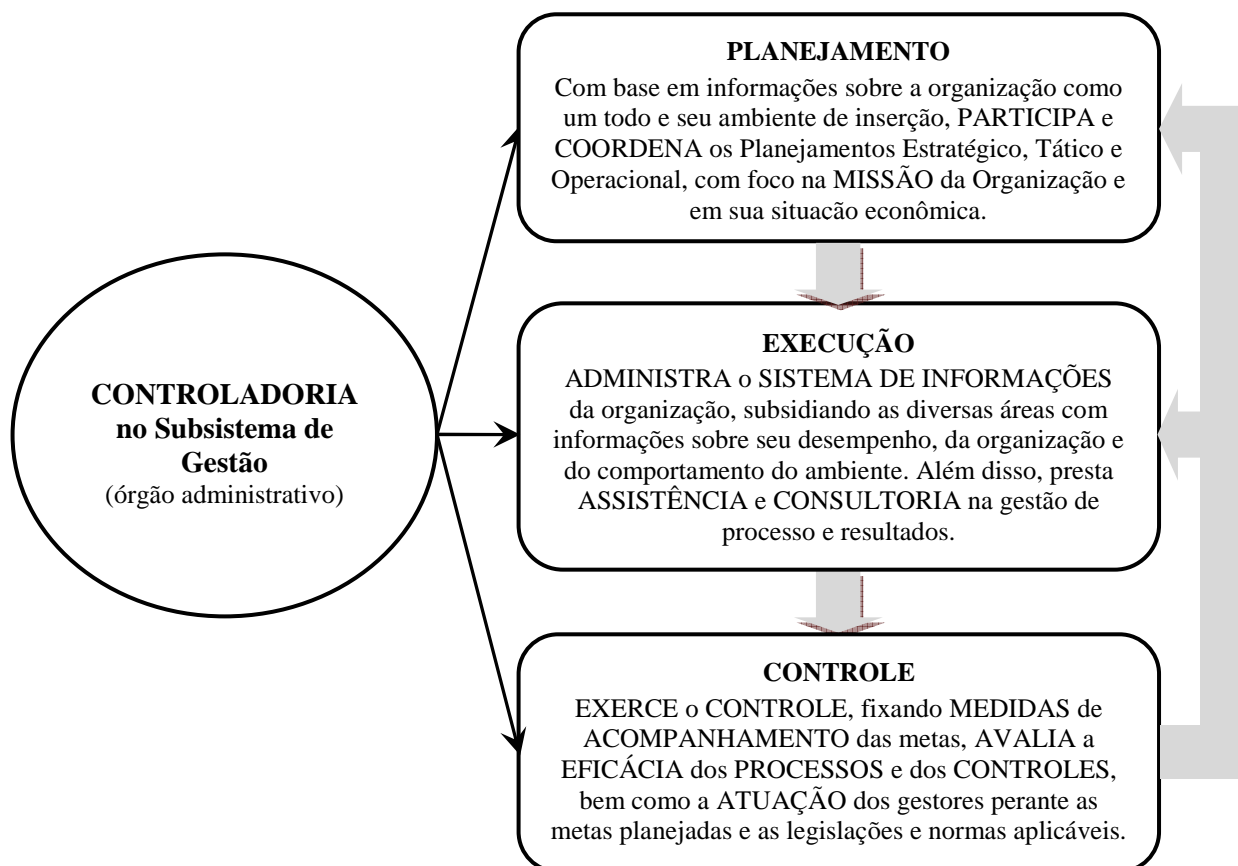 PLANEJAMENTO
Com base em informações sobre a organização como
um todo e seu ambiente de inserção, PARTICIPA e
COORDENA os Planejamentos Estratégico, Tático e
Operacional, com foco na MISSÃO da Organização e
em sua situacão econômica.
CONTROLADORIA
no Subsistema de
Gestão
(órgão administrativo)
EXECUÇÃO
ADMINISTRA o SISTEMA DE INFORMAÇÕES
da organização, subsidiando as diversas áreas com
informações sobre seu desempenho, da organização e
do comportamento do ambiente. Além disso, presta
ASSISTÊNCIA e CONSULTORIA na gestão de
processo e resultados.
CONTROLE
EXERCE o CONTROLE, fixando MEDIDAS de
ACOMPANHAMENTO das metas, AVALIA a
EFICÁCIA dos PROCESSOS e dos CONTROLES,
bem como a ATUAÇÃO dos gestores perante as
metas planejadas e as legislações e normas aplicáveis.